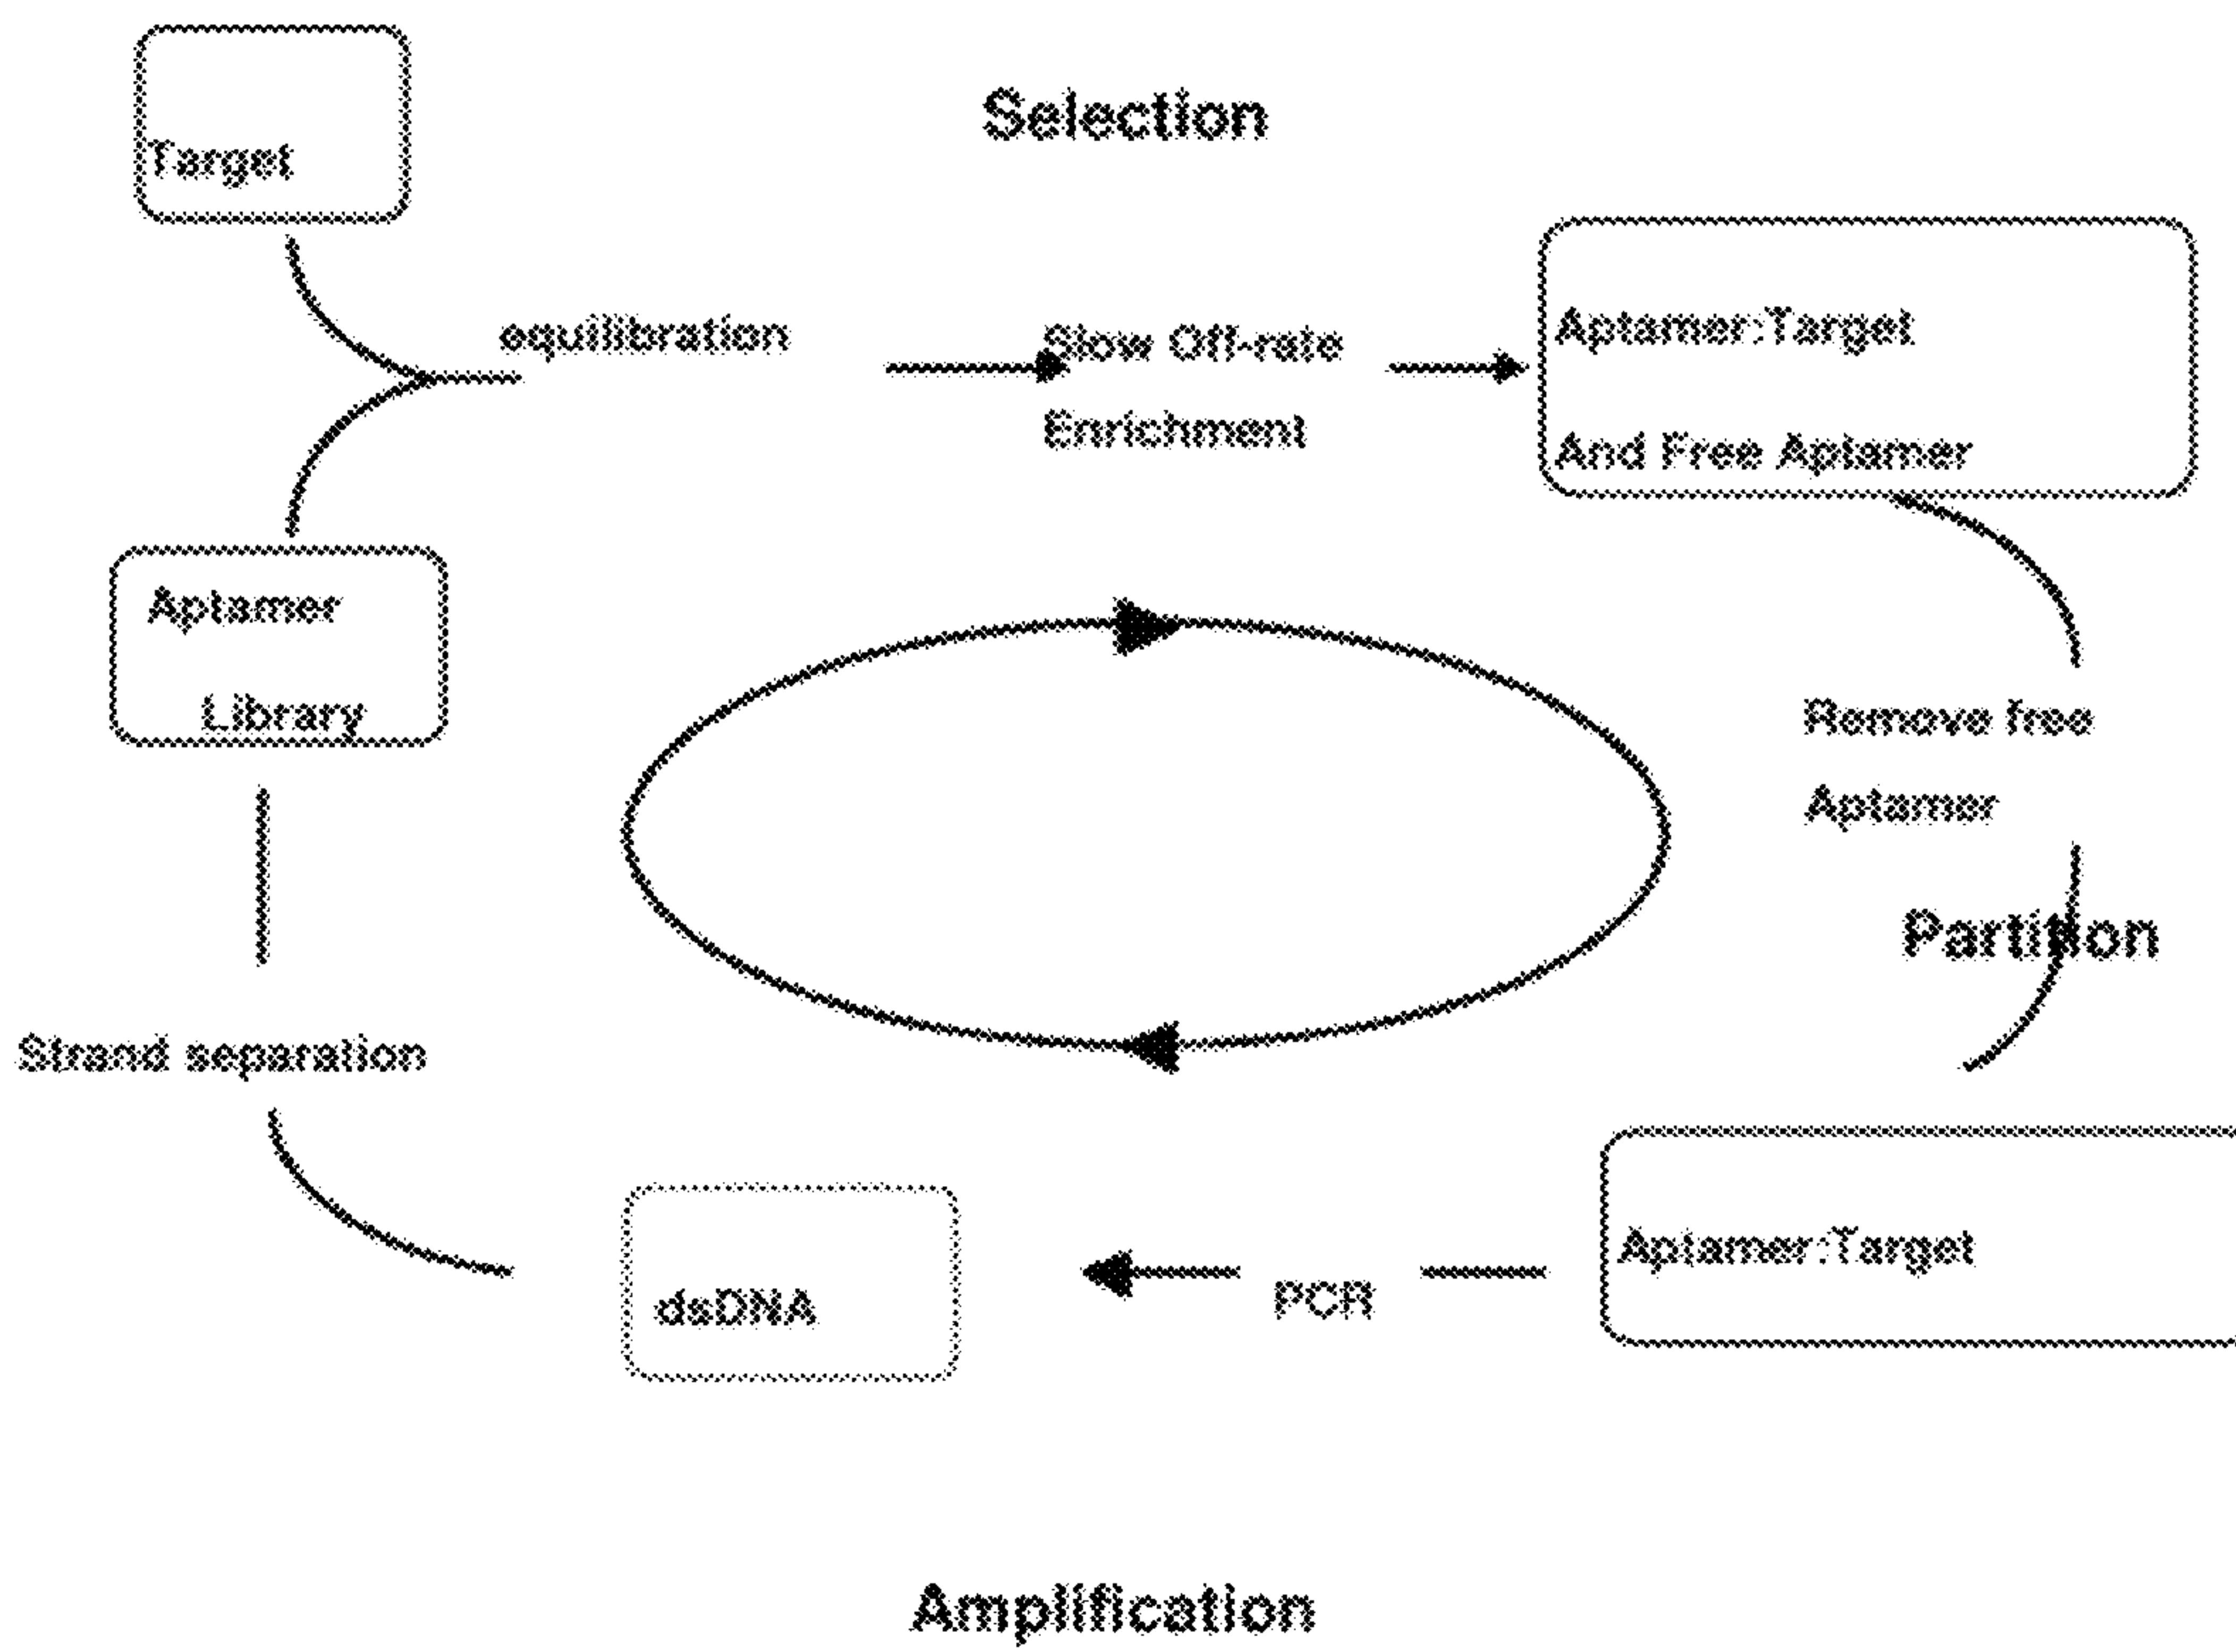 Target
Selection
equilibration
Slow Off-rate
Enrichment
Aptamer:Target
And Free Aptamer
Aptamer
Library
Remove free
Aptamer
Partition
Strand separation
dsDNA
PCR
Aptamer:Target
Amplification